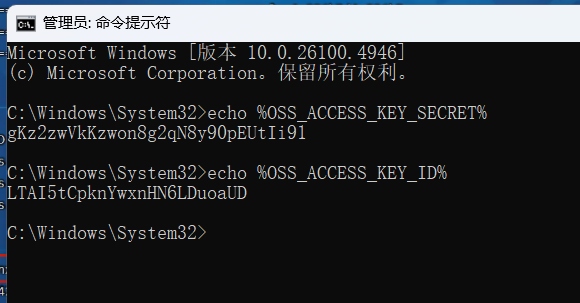 管理员: 命令提示符
Microsoft Windows [版本 10.0.26100.4946]
(c) Microsoft Corporation。保留所有权利。
C:\Windows\System32>echo %OSS_ACCESS_KEY_SECRET%
gKz2zwVkKzwon8g2qN8y90pEUtIi91
C:\Windows\System32>echo %OSS_ACCESS_KEY_ID%
LTAI5tCpknYwxnHN6LDuoaUD
C:\Windows\System32>